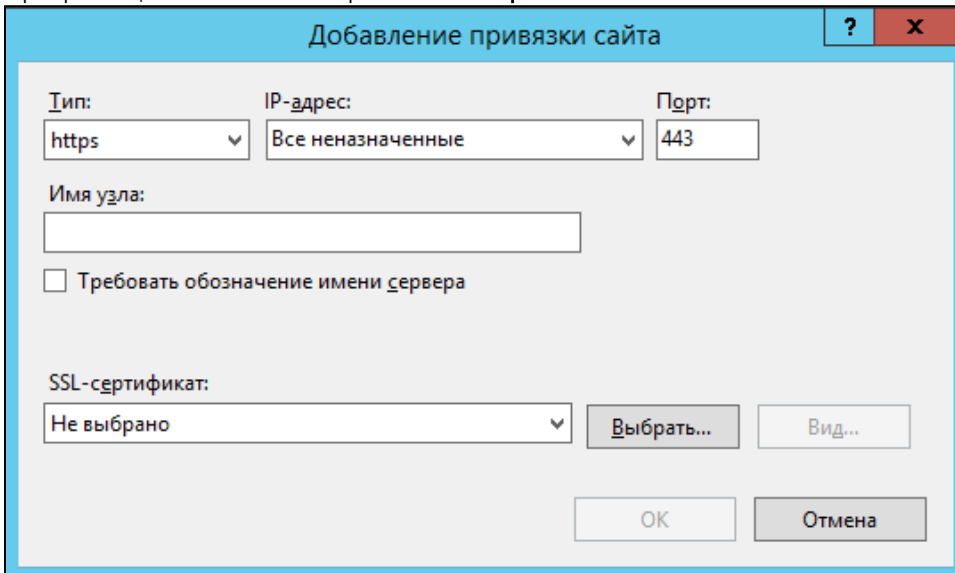 Добавление привязки сайта
?
x
Тип:
IP-адрес:
Порт:
https
Все неназначенные
443
Имя узла:
Требовать обозначение имени сервера
SSL-сертификат:
Не выбрано
Выбрать...
Вид...
ОК
Отмена